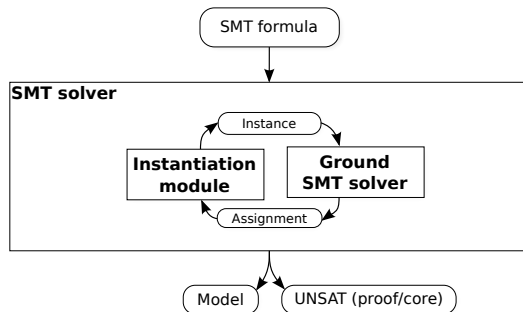 SMT formula
SMT solver
Instance
Instantiation
module
Ground
SMT solver
Assignment
Model
UNSAT (proof/core)